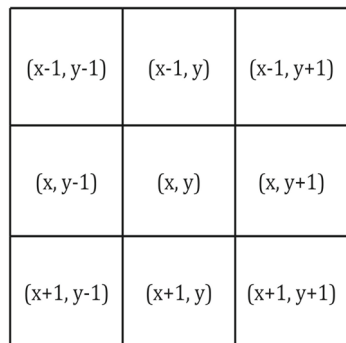 (x-1, y-1) (x-1, y) (x-1, y+1)
(x, y-1) (x, y) (x, y+1)
(x+1, y-1) (x+1, y) (x+1, y+1)